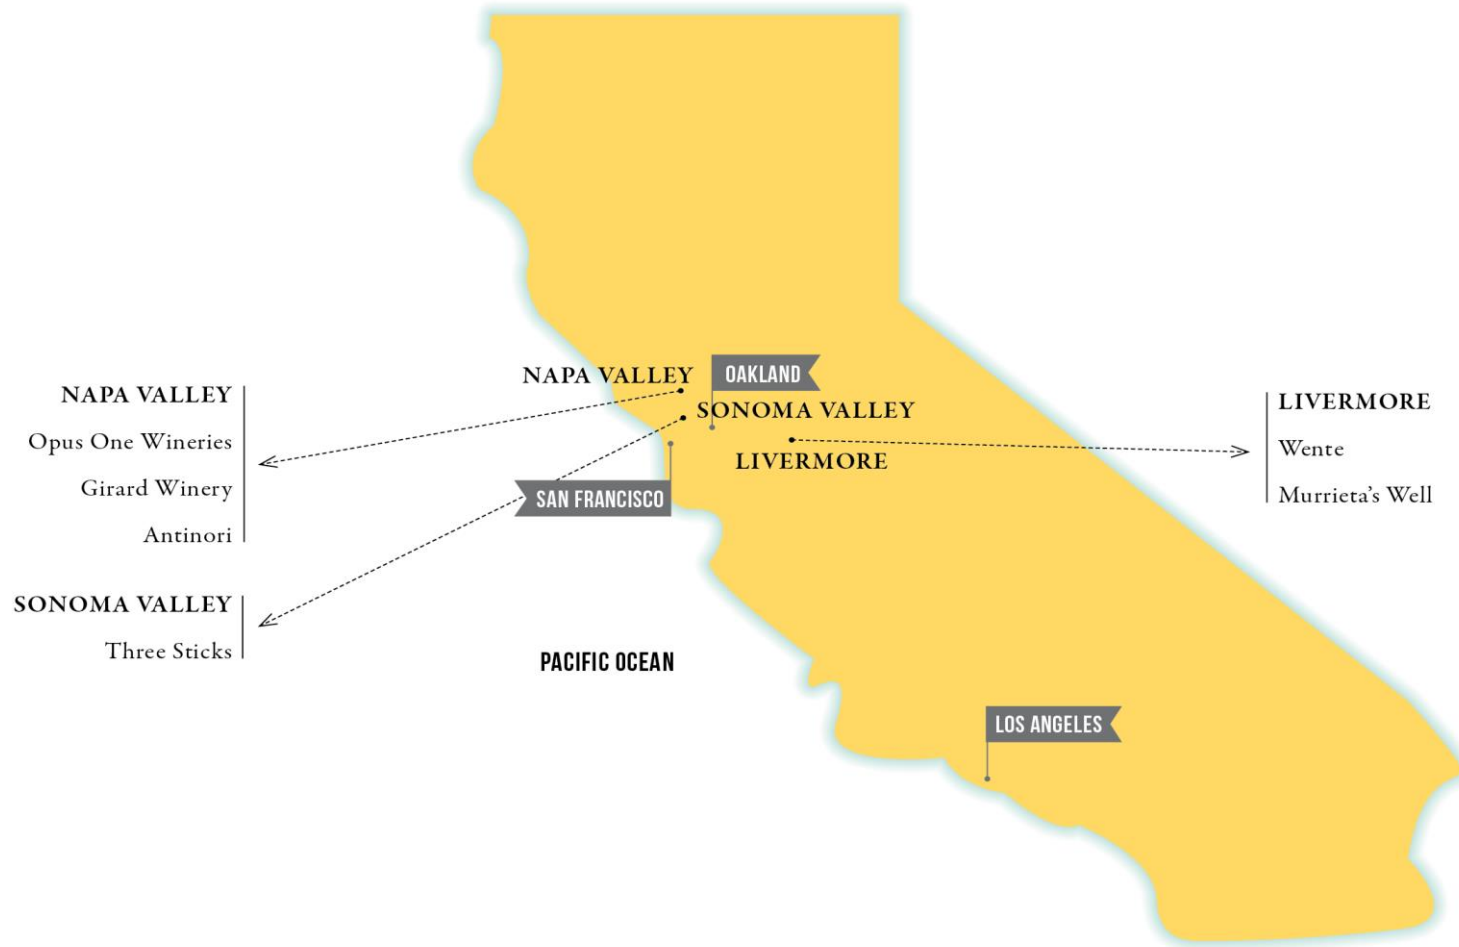 NAPA VALLEY
Opus One Wineries
Girard Winery
Antinori
SONOMA VALLEY
Three Sticks
NAPA VALLEY
OAKLAND
SONOMA VALLEY
LIVERMORE
SAN FRANCISCO
PACIFIC OCEAN
LOS ANGELES
LIVERMORE
Wente
Murrieta’s Well